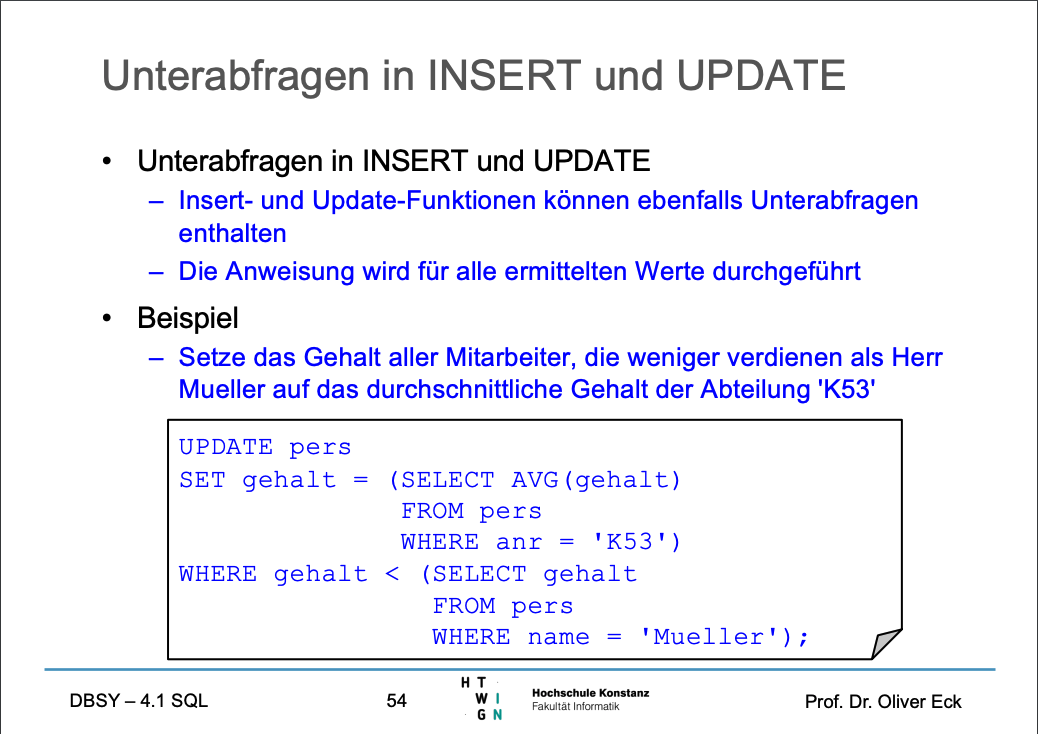 Unterabfragen in INSERT und UPDATE
• Unterabfragen in INSERT und UPDATE
– Insert- und Update-Funktionen können ebenfalls Unterabfragen
enthalten
– Die Anweisung wird für alle ermittelten Werte durchgeführt
• Beispiel
– Setze das Gehalt aller Mitarbeiter, die weniger verdienen als Herr
Mueller auf das durchschnittliche Gehalt der Abteilung 'K53'
UPDATE pers
SET gehalt = (SELECT AVG(gehalt)
FROM pers
WHERE anr = 'K53')
WHERE gehalt < (SELECT gehalt
FROM pers
WHERE name = 'Mueller');
DBSY – 4.1 SQL
54
H T
W I
G N
Hochschule Konstanz
Fakultät Informatik
Prof. Dr. Oliver Eck